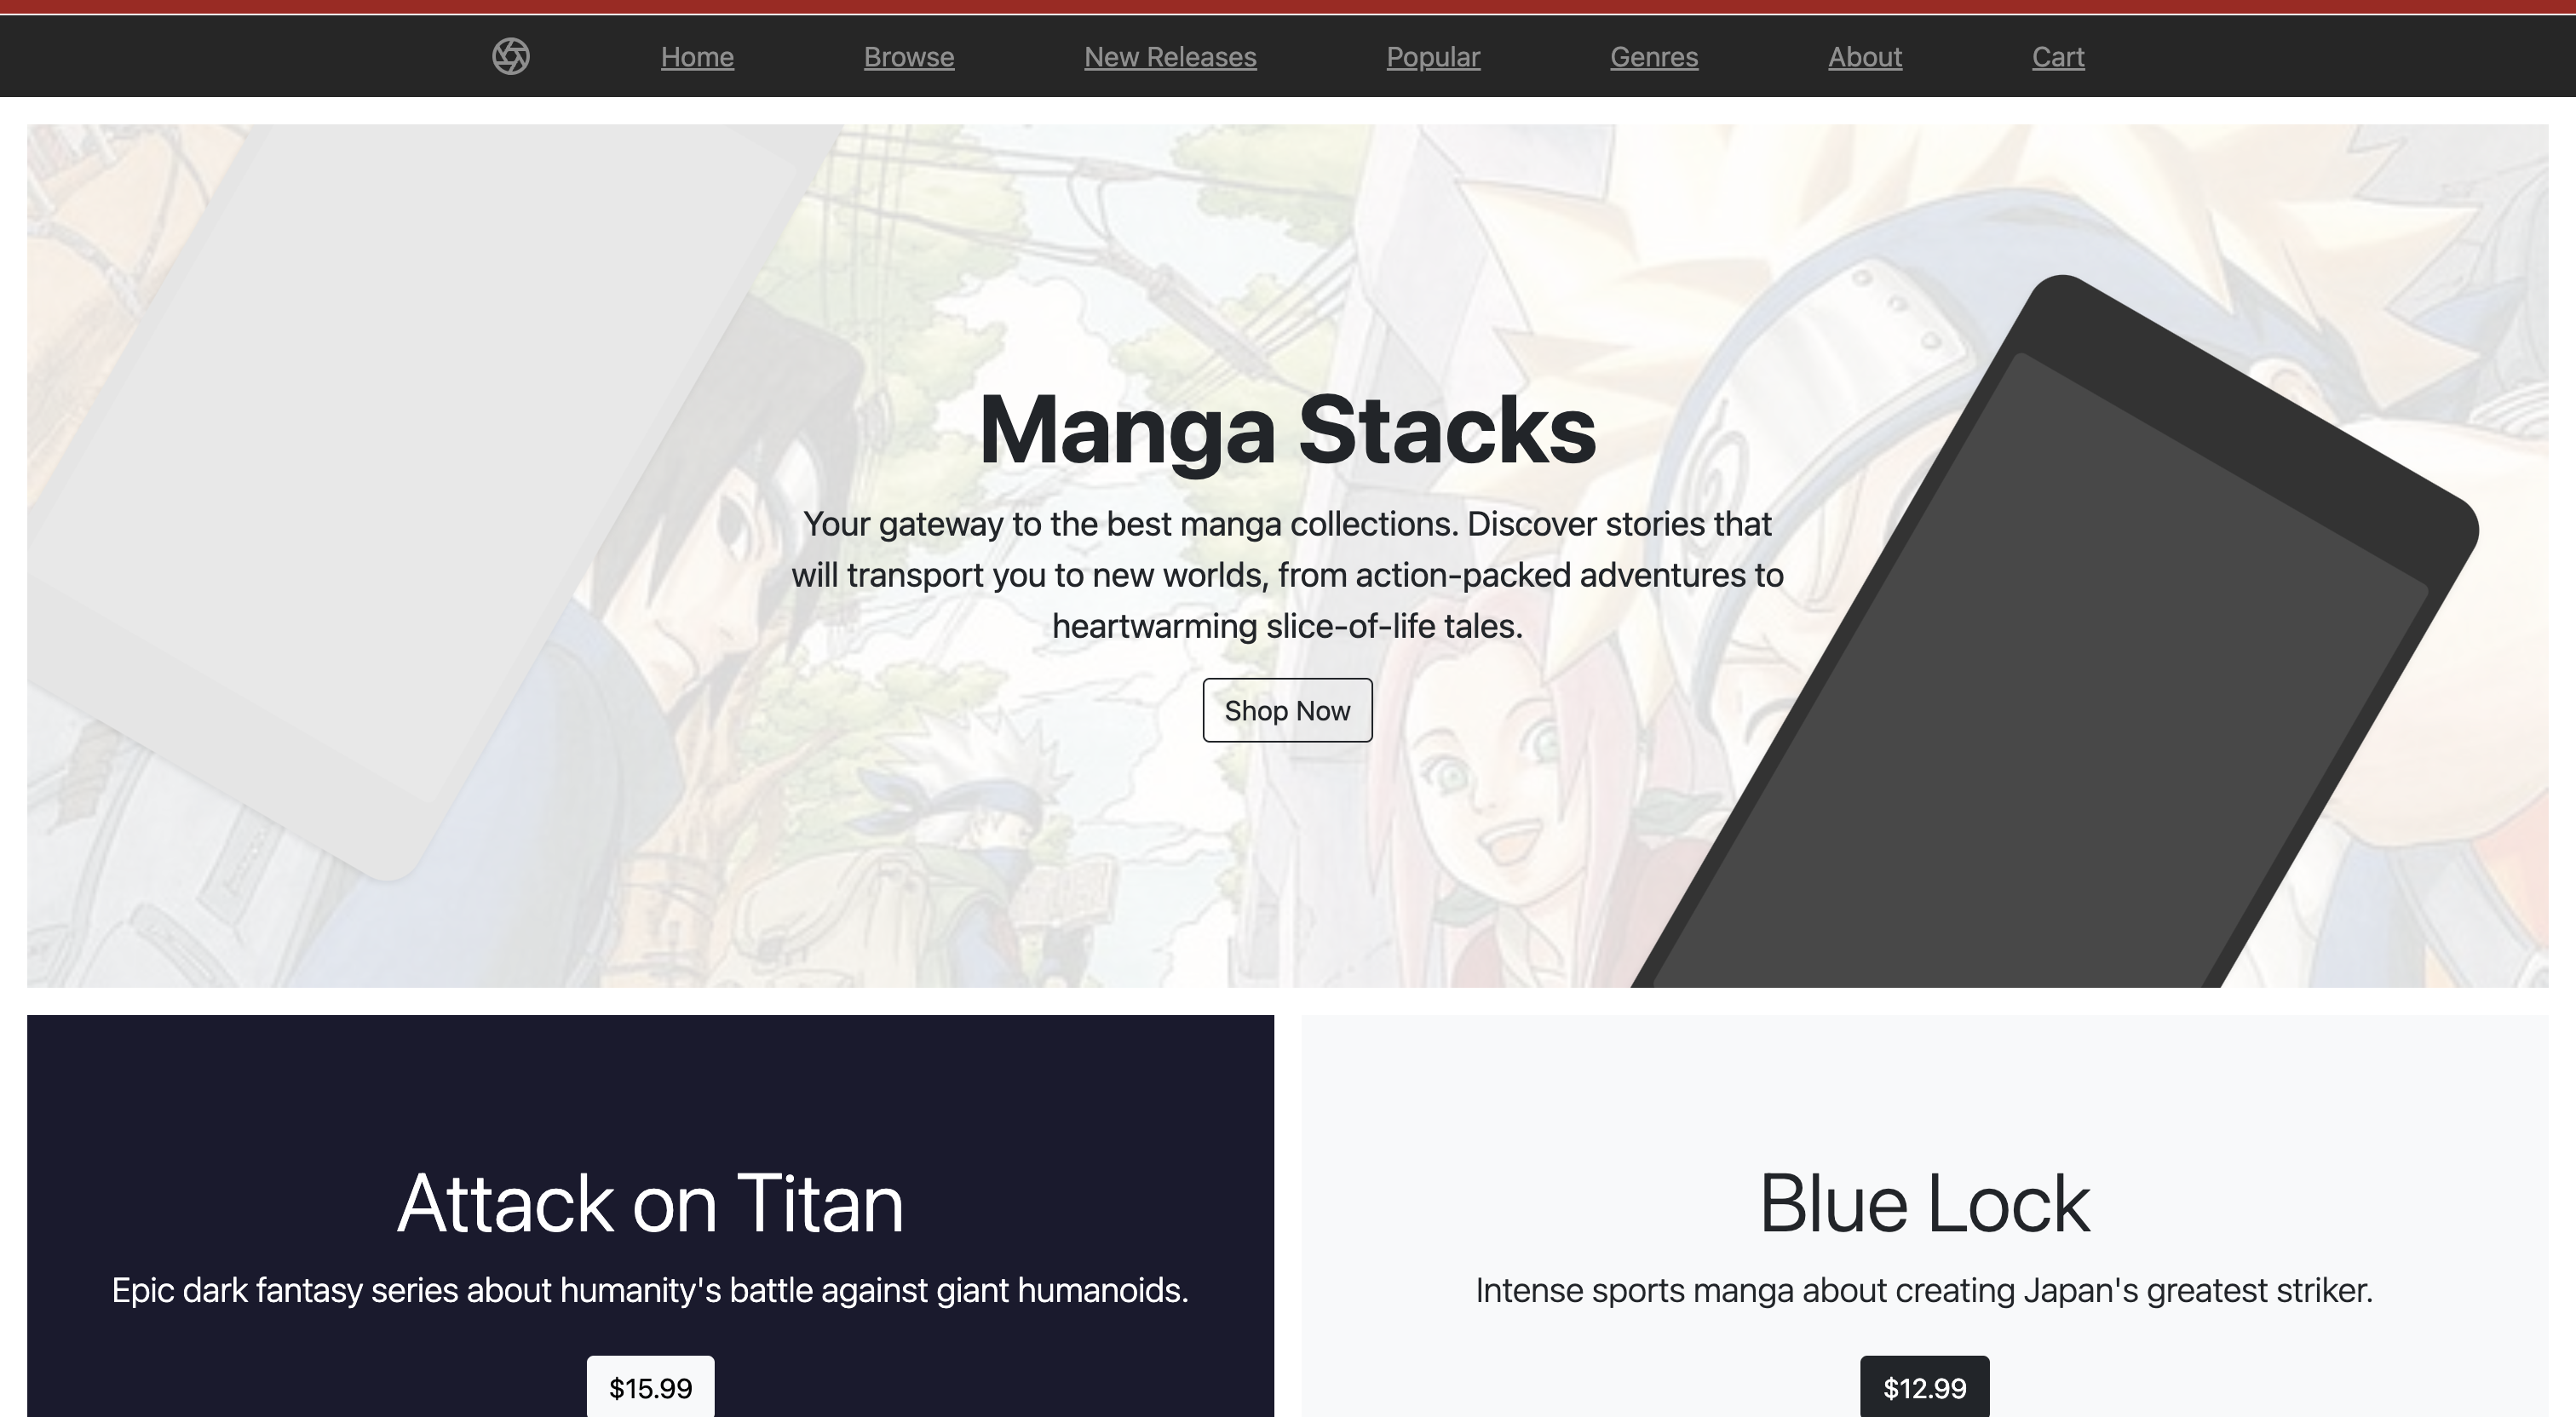 Home Browse New Releases Popular Genres About Cart
Manga Stacks
Your gateway to the best manga collections. Discover stories that
will transport you to new worlds, from action-packed adventures to
heartwarming slice-of-life tales.
Shop Now
Attack on Titan
Epic dark fantasy series about humanity's battle against giant humanoids.
$15.99
Blue Lock
Intense sports manga about creating Japan's greatest striker.
$12.99